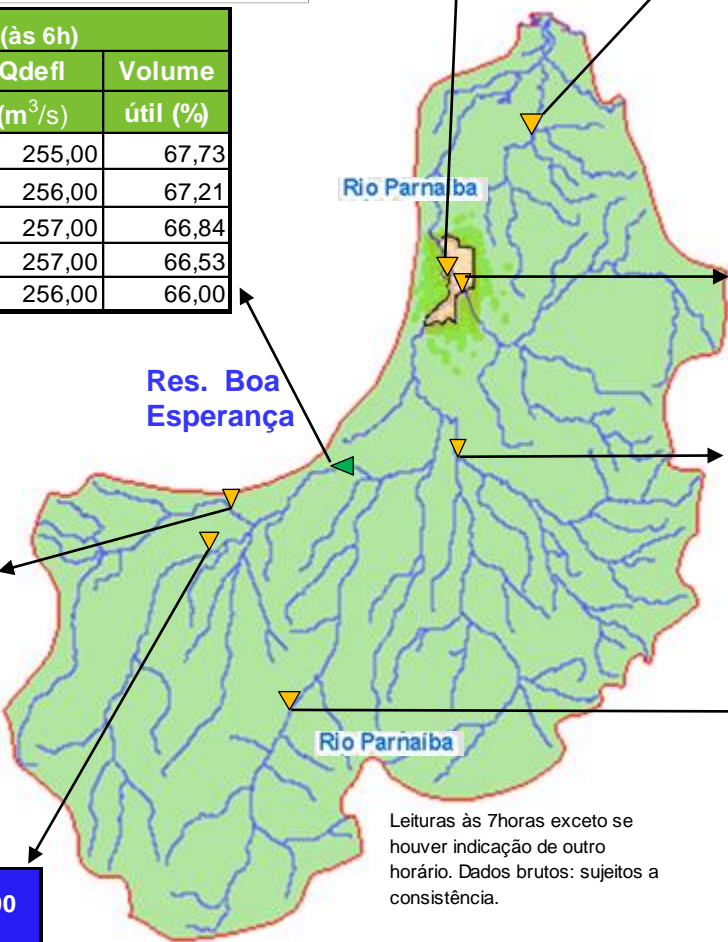 (às 6h)
Qdefl Volume
(m³/s) útil (%)
255,00 67,73
256,00 67,21
257,00 66,84
257,00 66,53
256,00 66,00
Rio Parnaíba
Res. Boa
Esperança
Rio Parnaíba
Leituras às 7horas exceto se
houver indicação de outro
horário. Dados brutos: sujeitos a
consistência.